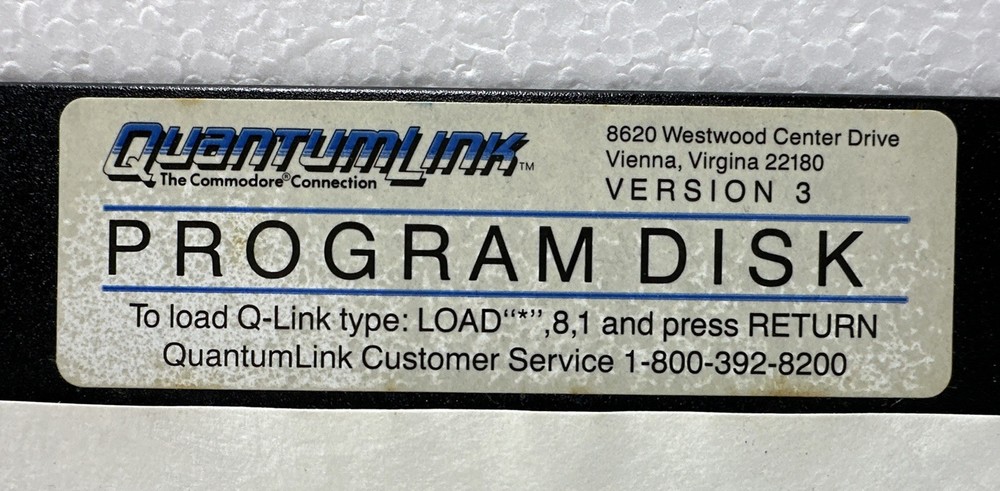 QuantumLink™
The Commodore® Connection
8620 Westwood Center Drive
Vienna, Virgina 22180
VERSION 3
PROGRAM DISK
To load Q-Link type: LOAD“*”,8,1 and press RETURN
QuantumLink Customer Service 1-800-392-8200